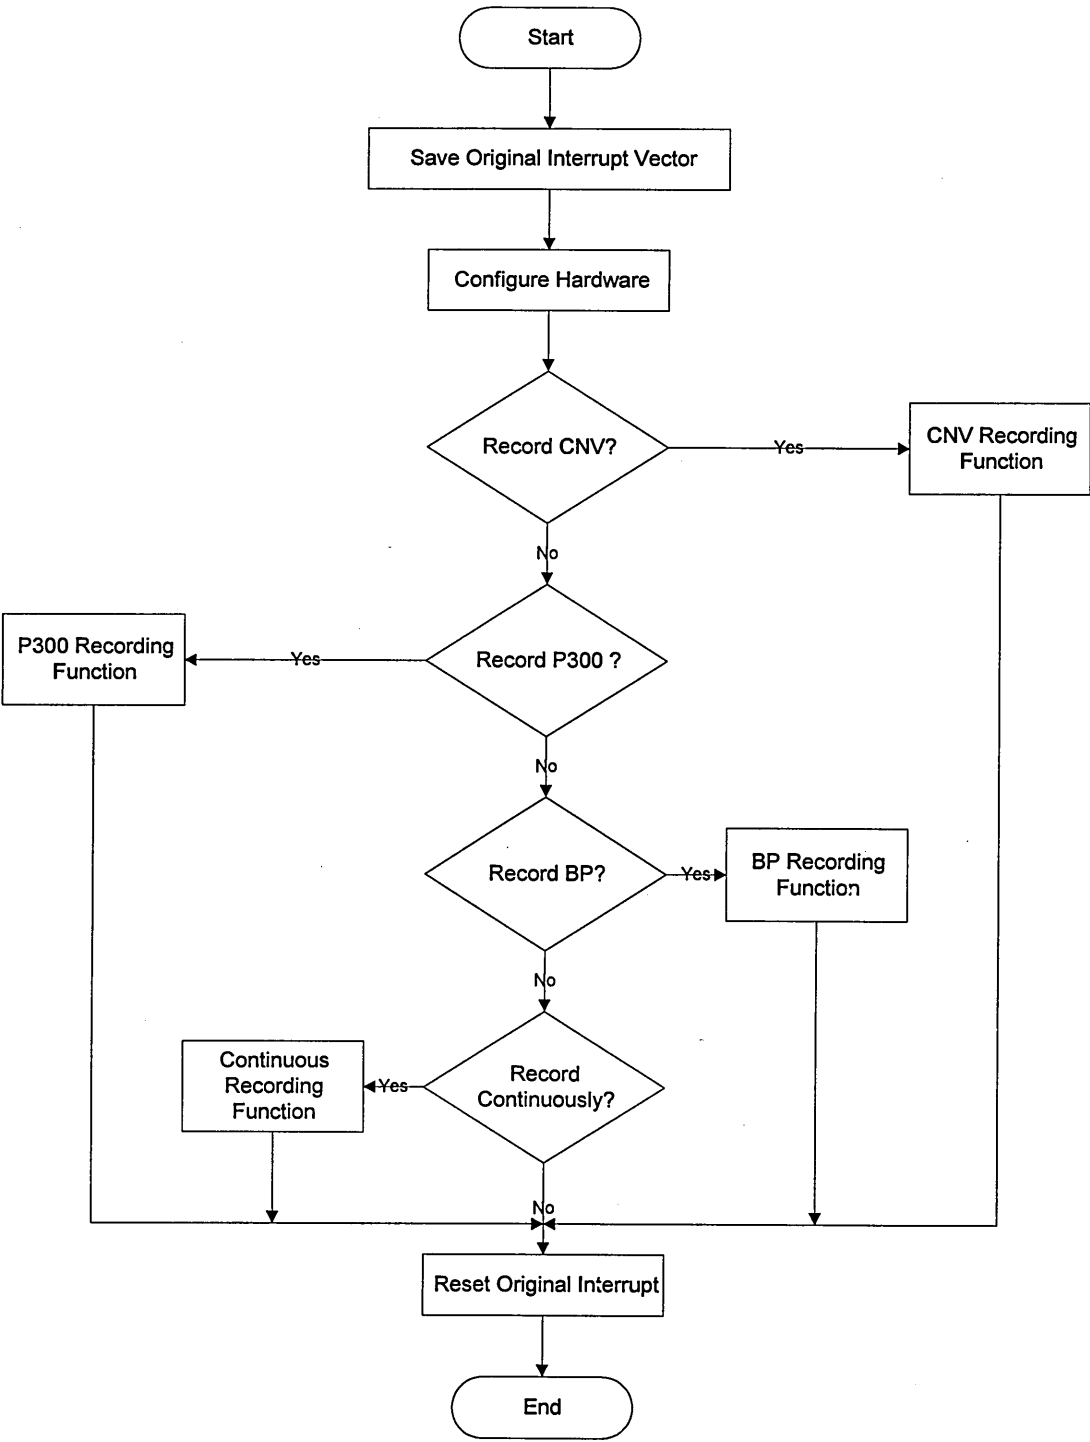 Start
Save Original Interrupt Vector
Configure Hardware
Record CNV?
Yes
CNV Recording
Function
No
P300 Recording
Function
Yes
Record P300 ?
No
Record BP?
Yes
BP Recording
Function
No
Continuous
Recording
Function
Yes
Record
Continuously?
No
Reset Original Interrupt
End